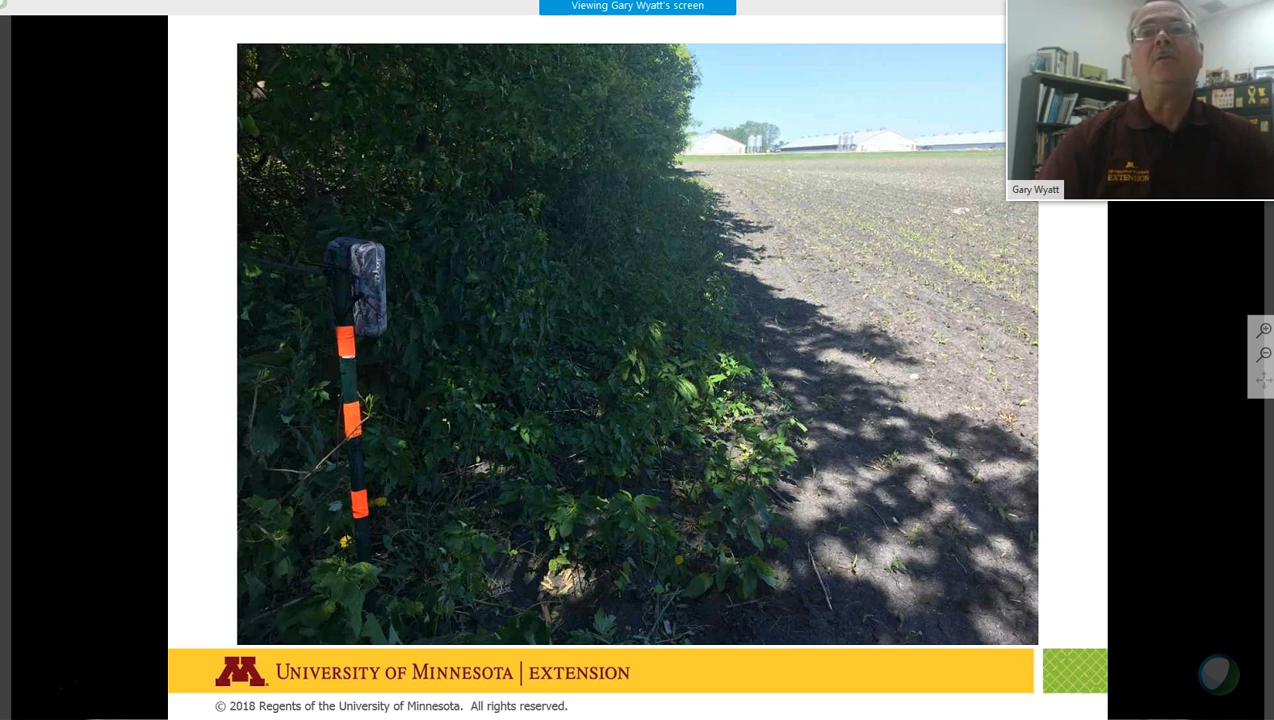 Viewing Gary Wyatt's screen
EXTENSION
Gary Wyatt
M UNIVERSITY OF MINNESOTA | EXTENSION
© 2018 Regents of the University of Minnesota. All rights reserved.